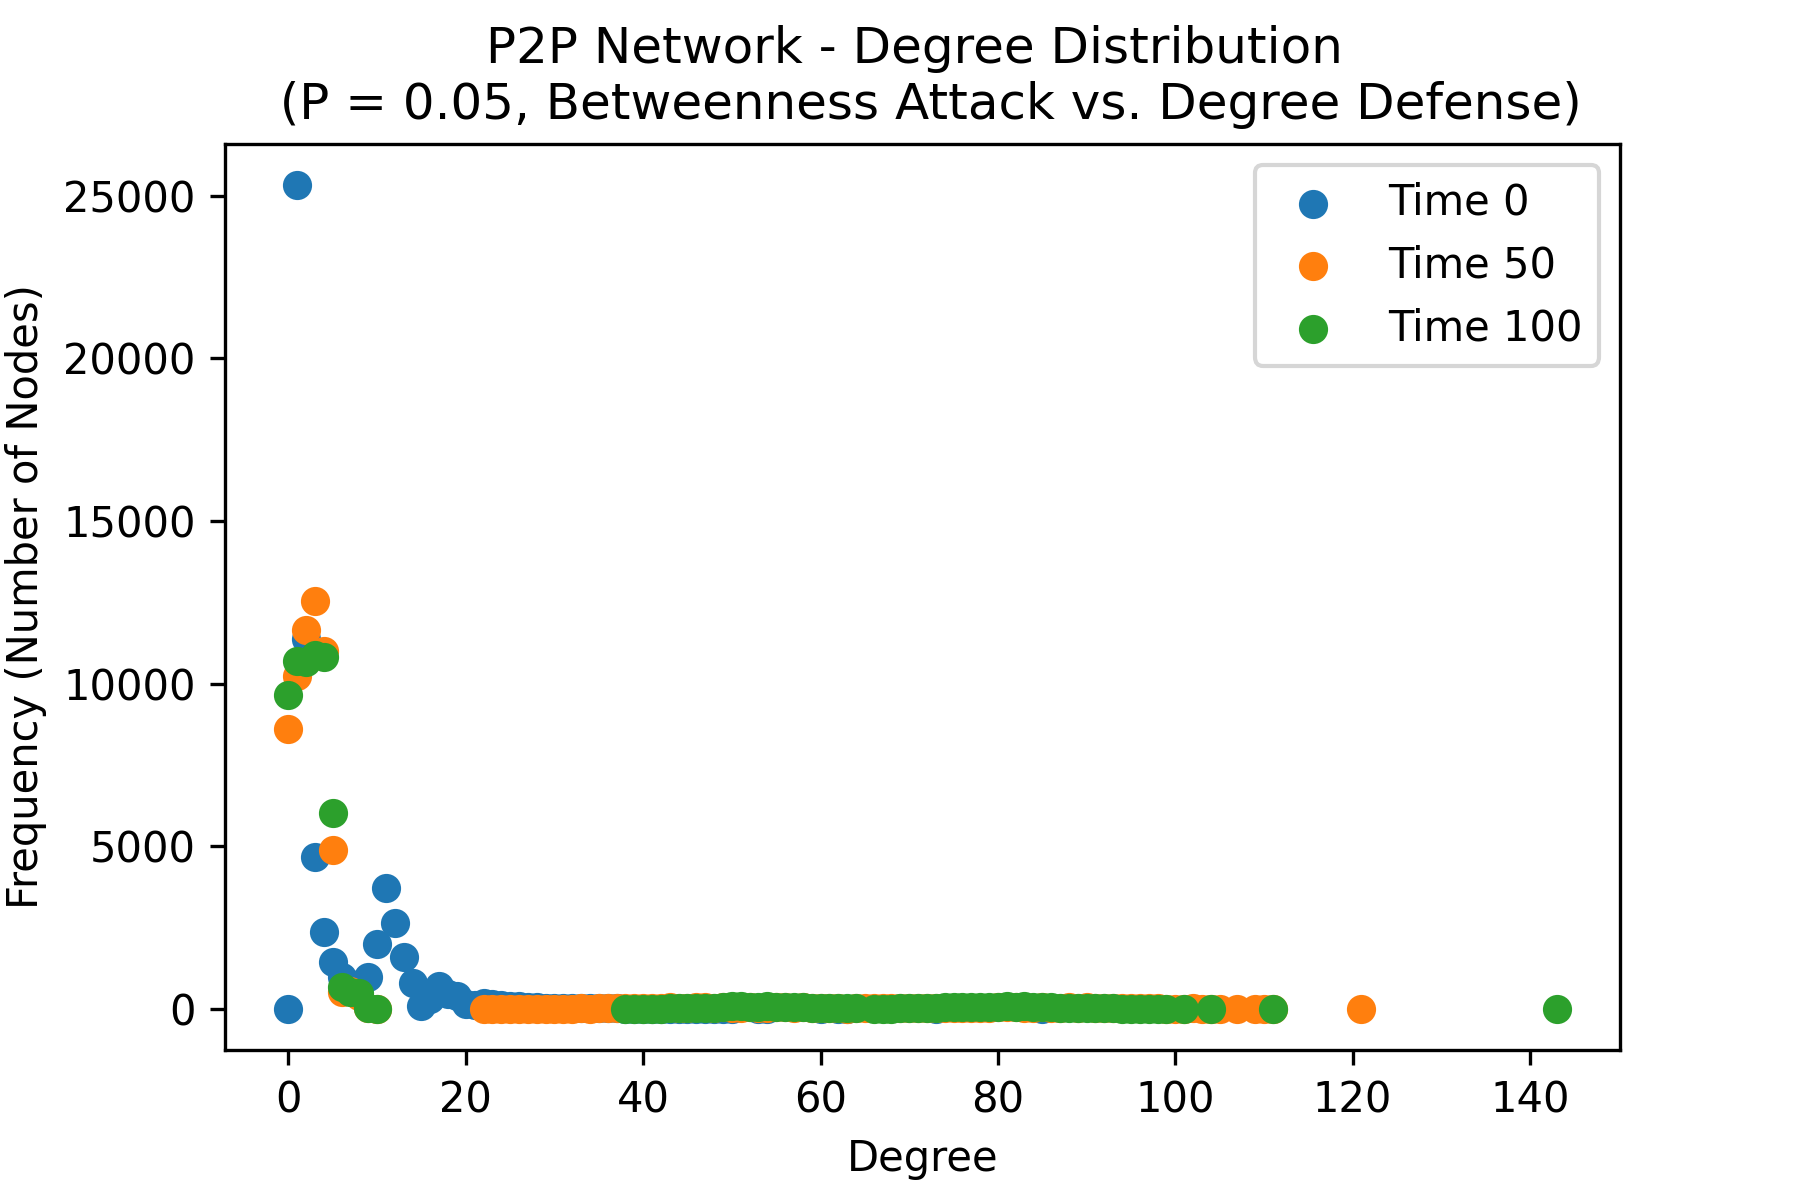 P2P Network - Degree Distribution
(P = 0.05, Betweenness Attack vs. Degree Defense)
Time 0
Time 50
Time 100
Frequency (Number of Nodes)
25000
20000
15000
10000
5000
0
0 20 40 60 80 100 120 140
Degree